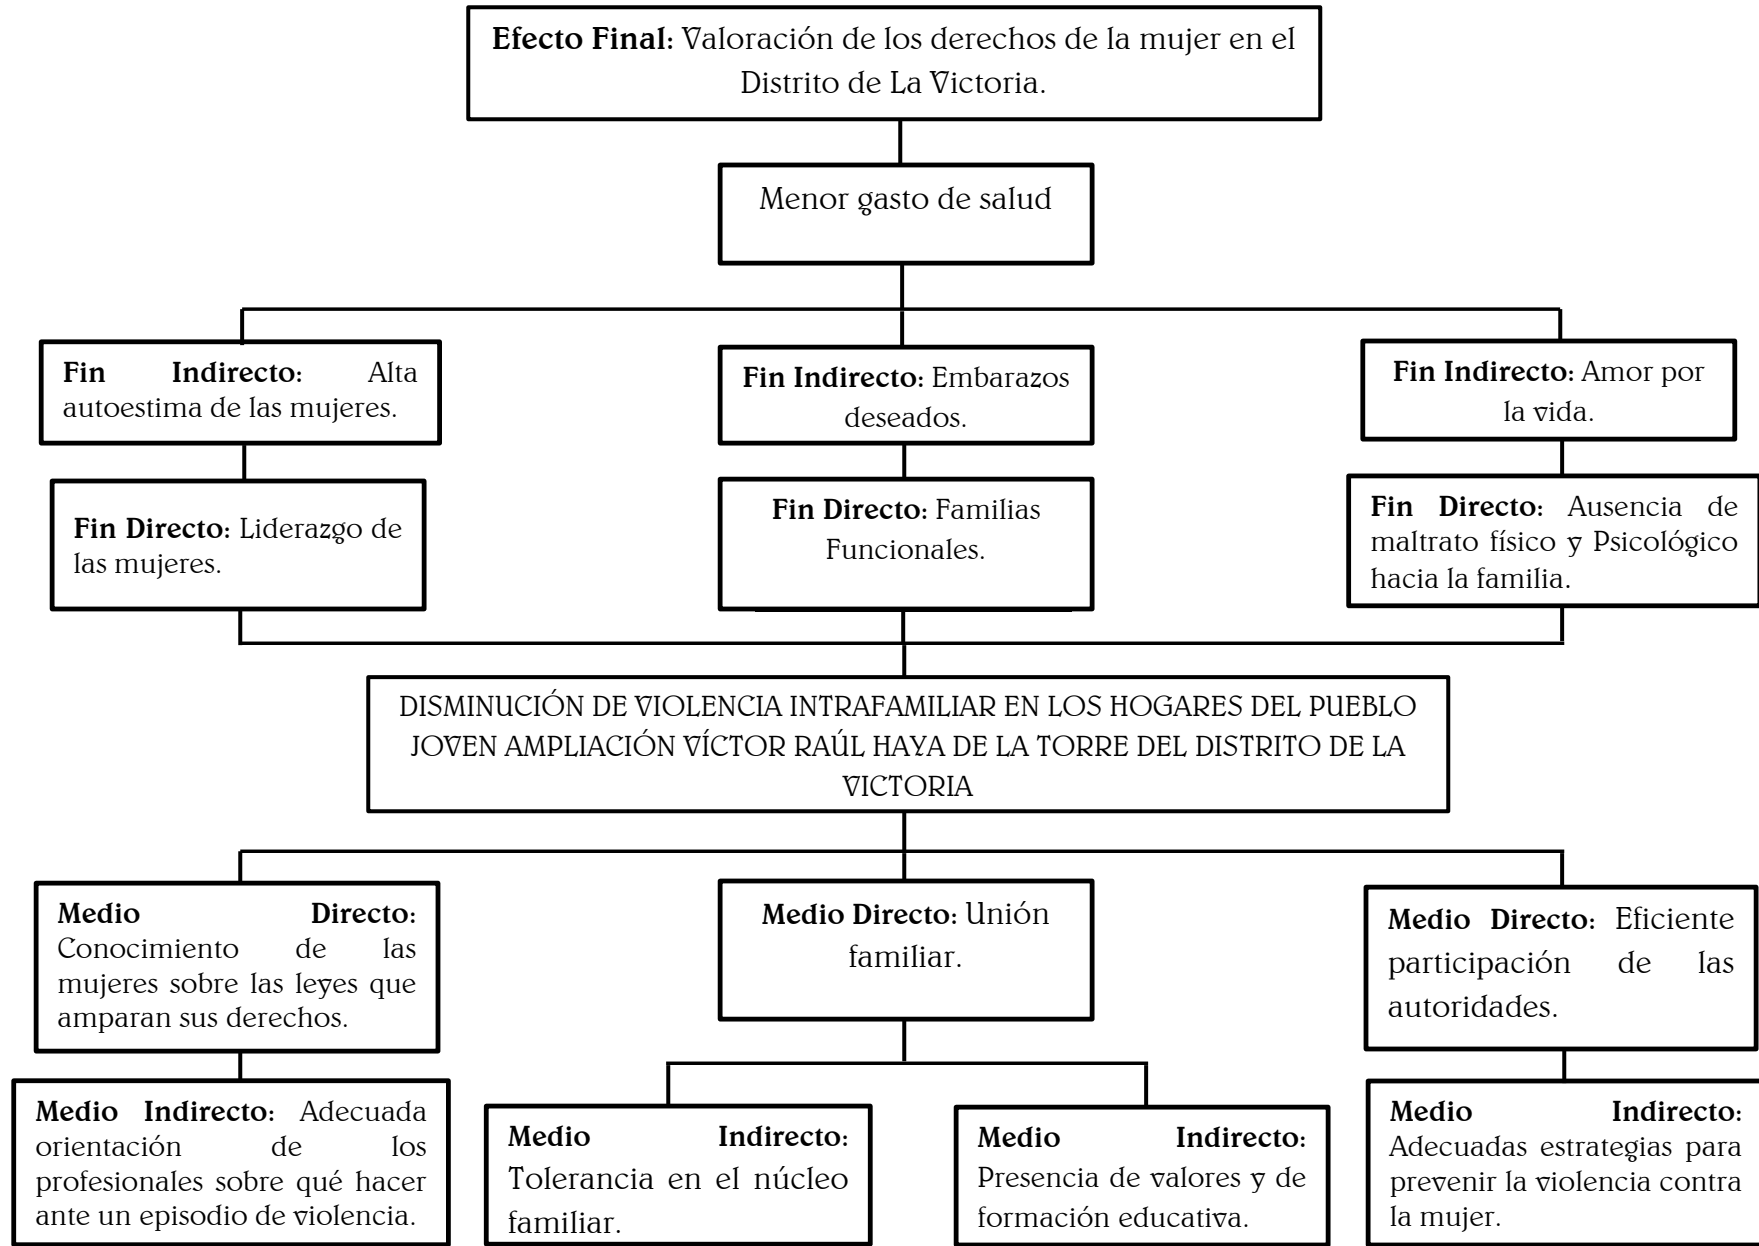 Efecto Final: Valoración de los derechos de la mujer en el
Distrito de La Victoria.
Menor gasto de salud
Fin Indirecto: Alta
autoestima de las mujeres.
Fin Indirecto: Embarazos
deseados.
Fin Indirecto: Amor por
la vida.
Fin Directo: Liderazgo de
las mujeres.
Fin Directo: Familias
Funcionales.
Fin Directo: Ausencia de
maltrato físico y Psicológico
hacia la familia.
DISMINUCIÓN DE VIOLENCIA INTRAFAMILIAR EN LOS HOGARES DEL PUEBLO
JOVEN AMPLIACIÓN VÍCTOR RAÚL HAYA DE LA TORRE DEL DISTRITO DE LA
VICTORIA
Medio Directo:
Conocimiento de las
mujeres sobre las leyes que
amparan sus derechos.
Medio Directo: Unión
familiar.
Medio Directo: Eficiente
participación de las
autoridades.
Medio Indirecto: Adecuada
orientación de los
profesionales sobre qué hacer
ante un episodio de violencia.
Medio Indirecto:
Tolerancia en el núcleo
familiar.
Medio Indirecto:
Presencia de valores y de
formación educativa.
Medio Indirecto:
Adecuadas estrategias para
prevenir la violencia contra
la mujer.